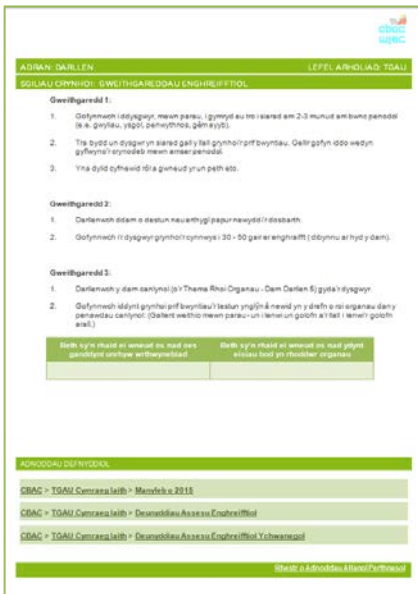 cbac
wjec
ADRAN: DARLLEN LEFEL ARHOLIAD: TGAU
SGILIAU CRYNHOI: GWEITHGAREDDAU ENGHREIFFTIOL
Gweithgaredd 1:
1. Gofynnwch i ddysgwyr, mewn parau, i gymryd eu tro i siarad am 2-3 munud am bwnc penodol
(e.e. gwyliau, ysgol, penwythnos, gêm ayyb).
2. Tra bydd un dysgwr yn siarad gall y llall grynhoi'r prif bwyntiau. Gellir gofyn iddo wedyn
gyflwyno'r crynodeb mewn amser penodol.
3. Yna dylid cyfnewid rôl a gwneud yr un peth eto.
Gweithgaredd 2:
1. Darllenwch ddarn o destun neu erthygl papur newydd i'r dosbarth.
2. Gofynnwch i'r dysgwyr grynhoi'r cynnwys i 30 - 50 gair er enghraifft (dibynnu ar hyd y darn).
Gweithgaredd 3:
1. Darllenwch y darn canlynol (o'r Thema Rhoi Organau - Darn Darllen 5) gyda'r dysgwyr.
2. Gofynnwch iddynt grynhoi prif bwyntiau'r testun ynglŷn â newid yn y drefn o roi organau dan y
penawdau canlynol: (Gallent weithio mewn parau - un i lenwi un golofn a'r llall i lenwi'r golofn
arall.)
Beth sy'n rhaid ei wneud os nad oes
ganddynt unrhyw wrthwynebiad
Beth sy'n rhaid ei wneud os nad ydynt
eisiau bod yn rhoddwr organau
ADNODDAU DEFNYDDIOL
CBAC > TGAU Cymraeg Iaith > Manyleb o 2015
CBAC > TGAU Cymraeg Iaith > Deunyddiau Asesu Enghreifftiol
CBAC > TGAU Cymraeg Iaith > Deunyddiau Asesu Enghreifftiol Ychwanegol
Rhestr o Adnoddau Allanol Perthnasol